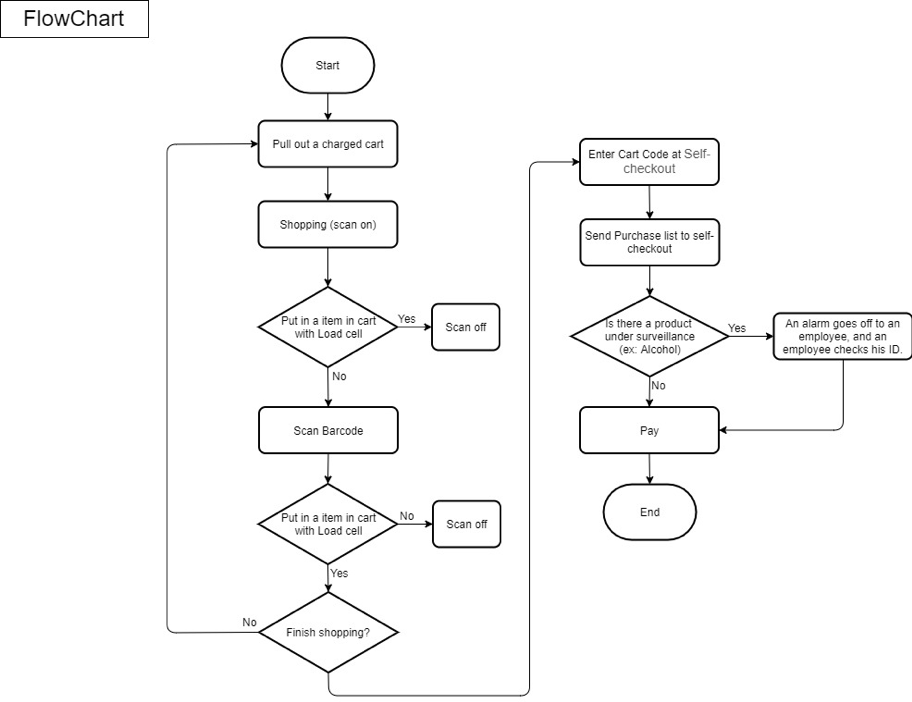 FlowChart
Start
Pull out a charged cart
Shopping (scan on)
Put in a item in cart
with Load cell
Yes
Scan off
No
Scan Barcode
Put in a item in cart
with Load cell
No
Scan off
Yes
Finish shopping?
No
Enter Cart Code at Self-
checkout
Send Purchase list to self-
checkout
Is there a product
under surveillance
(ex: Alcohol)
Yes
An alarm goes off to an
employee, and an
employee checks his ID.
No
Pay
End